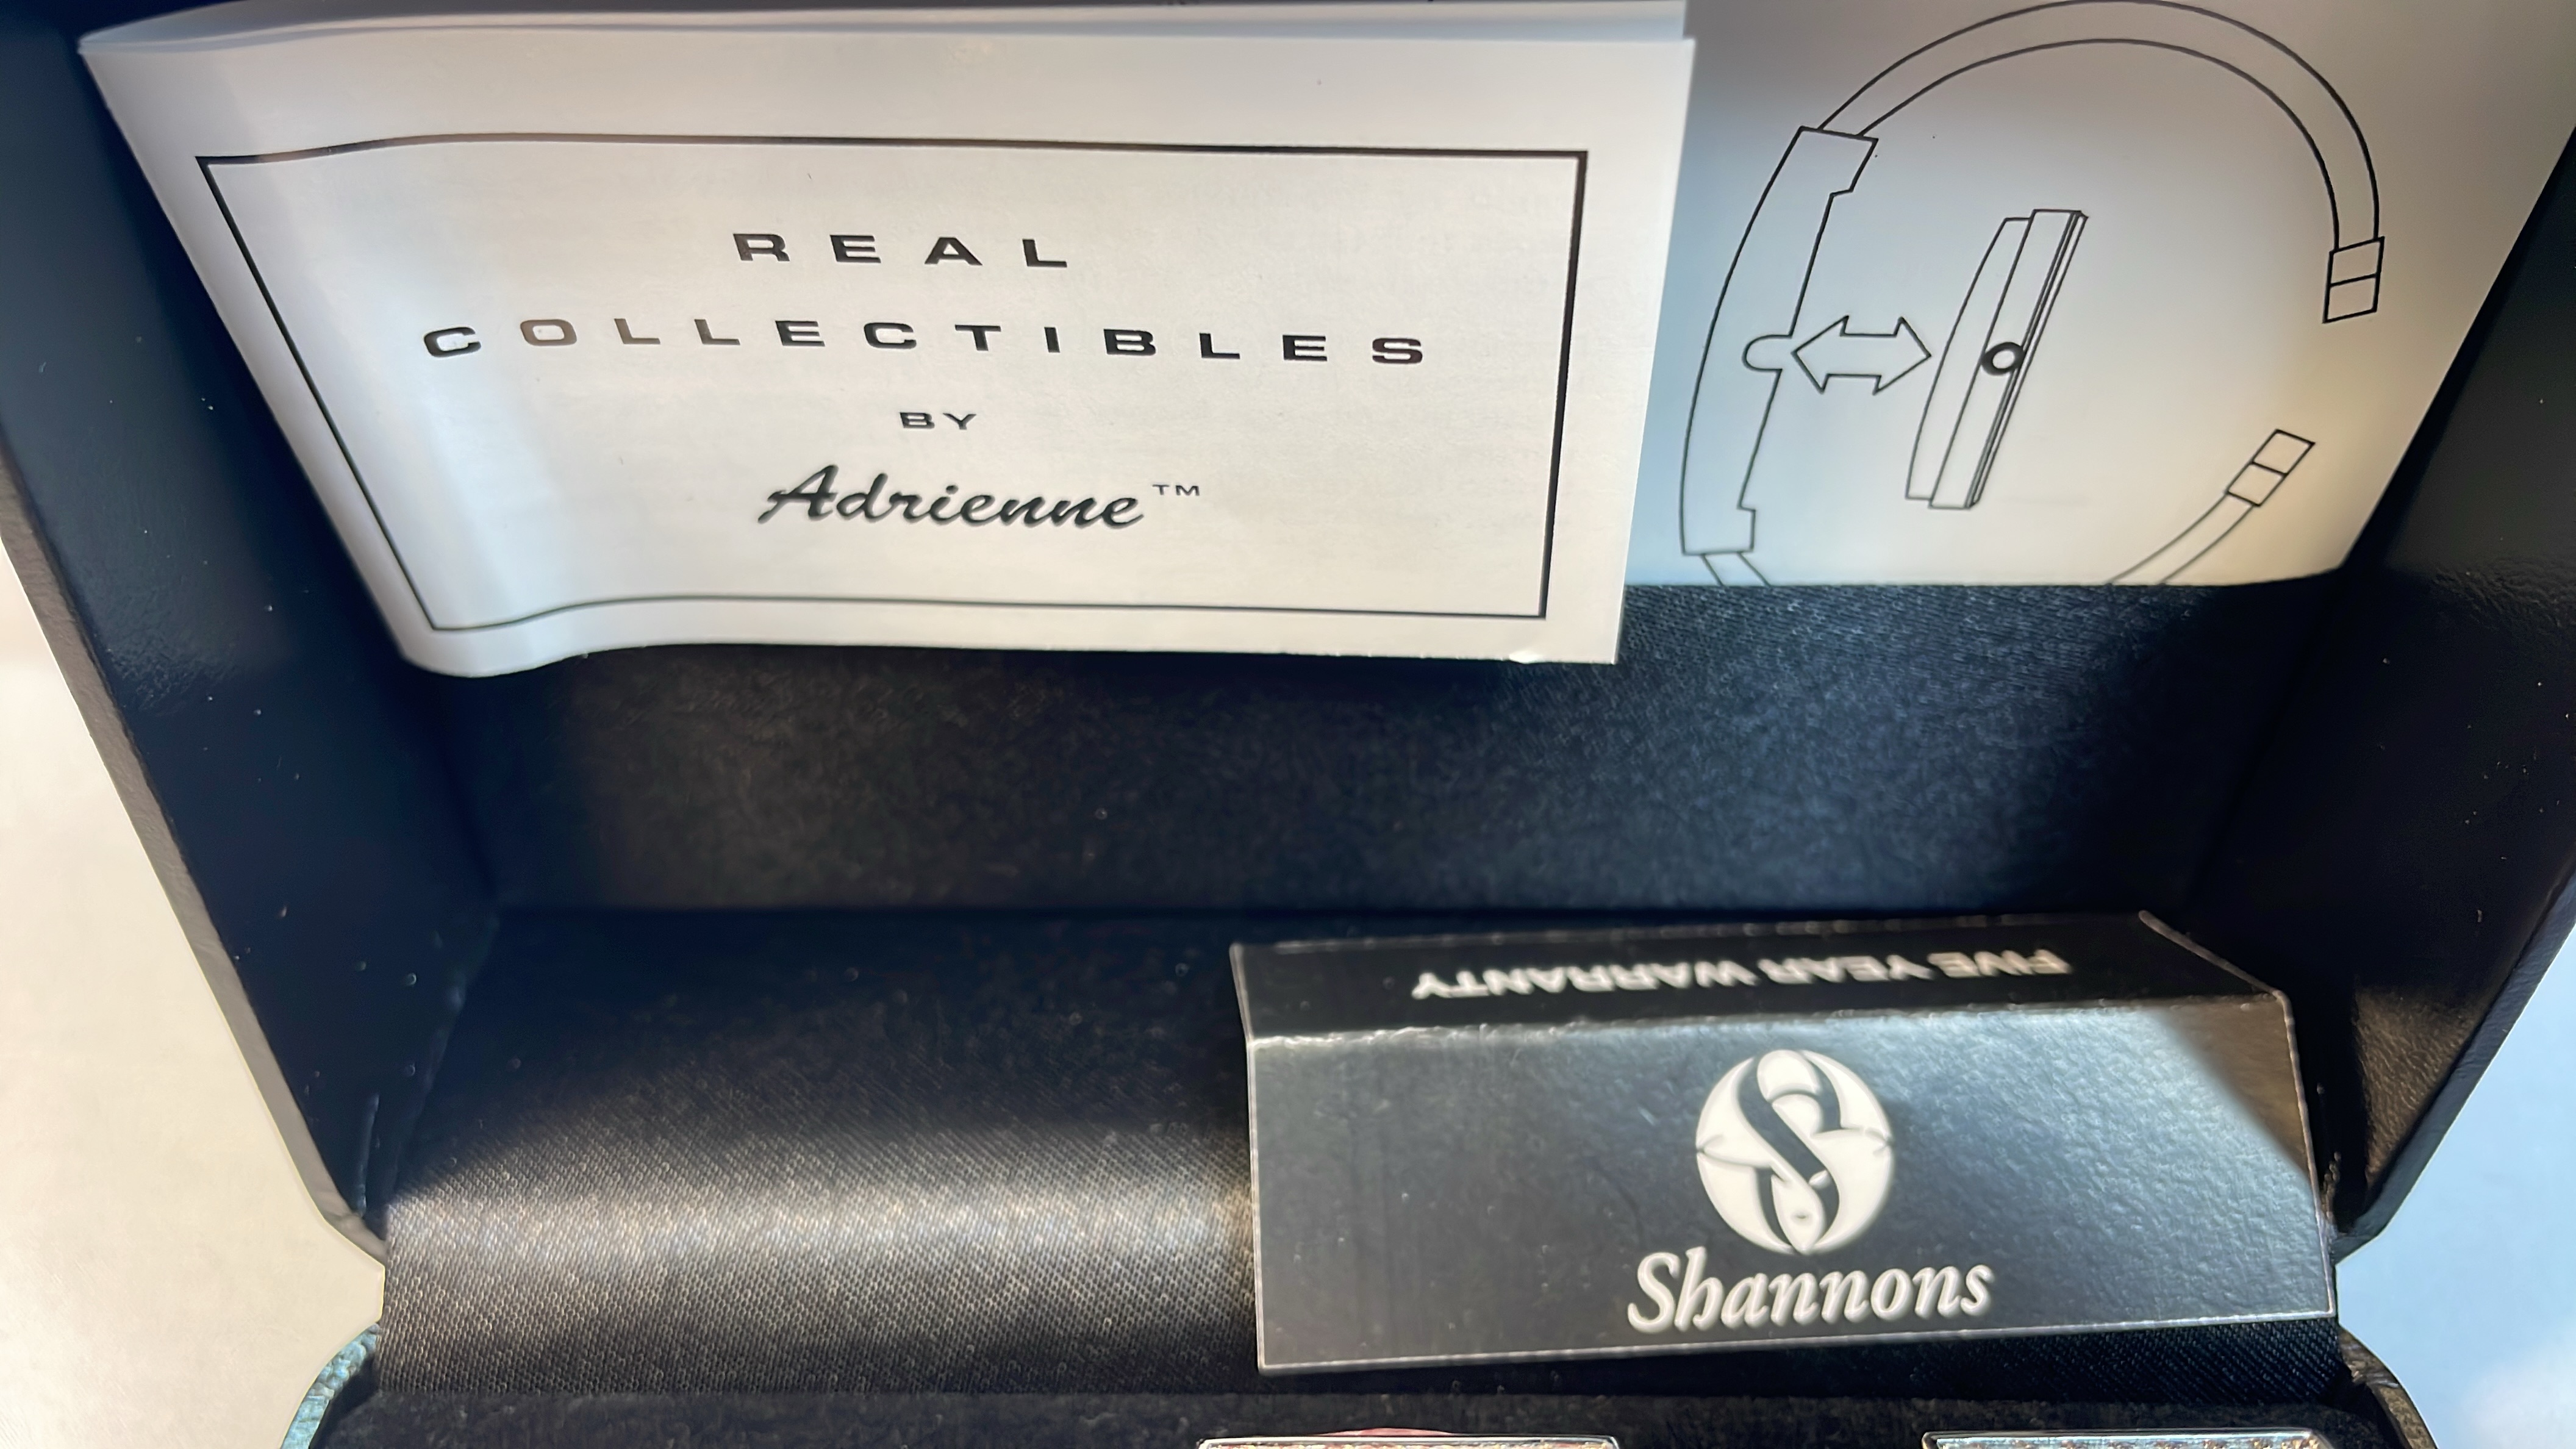 REAL
COLLECTIBLES
BY
Adrienne™
FIVE YEAR WARRANTY
Shannons